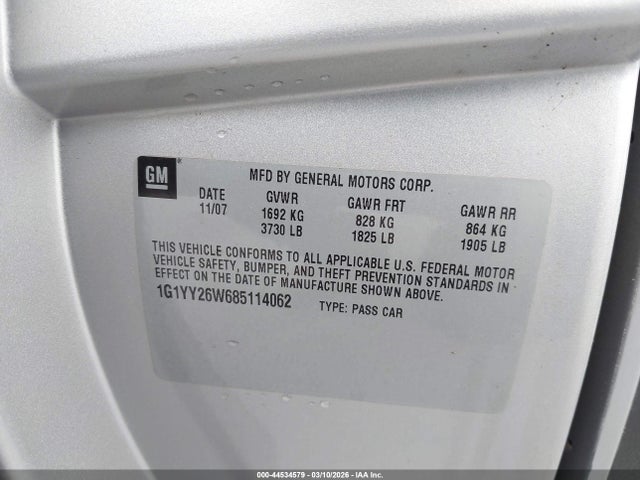 GM
MFD BY GENERAL MOTORS CORP.
DATE GVWR GAWR FRT GAWR RR
11/07 1692 KG 828 KG 864 KG
3730 LB 1825 LB 1905 LB
THIS VEHICLE CONFORMS TO ALL APPLICABLE U.S. FEDERAL MOTOR
VEHICLE SAFETY, BUMPER, AND THEFT PREVENTION STANDARDS IN
EFFECT ON THE DATE OF MANUFACTURE SHOWN ABOVE.
1G1YY26W685114062 TYPE: PASS CAR
000-44534579 - 03/10/2026 - IAA Inc.